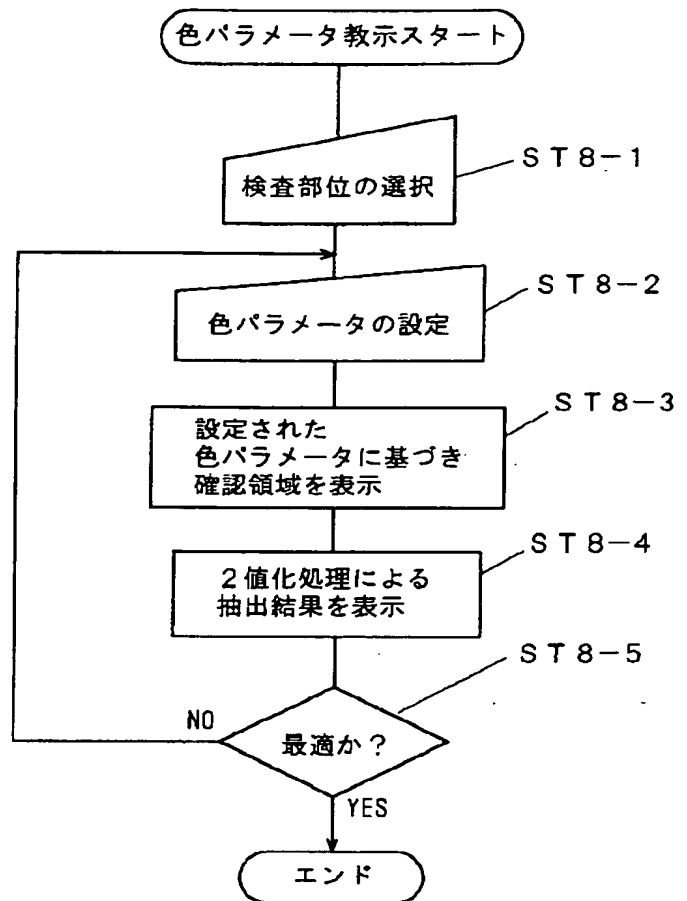 色パラメータ教示スタート
検査部位の選択
ST8-1
色パラメータの設定
ST8-2
設定された
色パラメータに基づき
確認領域を表示
ST8-3
2値化処理による
抽出結果を表示
ST8-4
最適か?
ST8-5
NO
YES
エンド